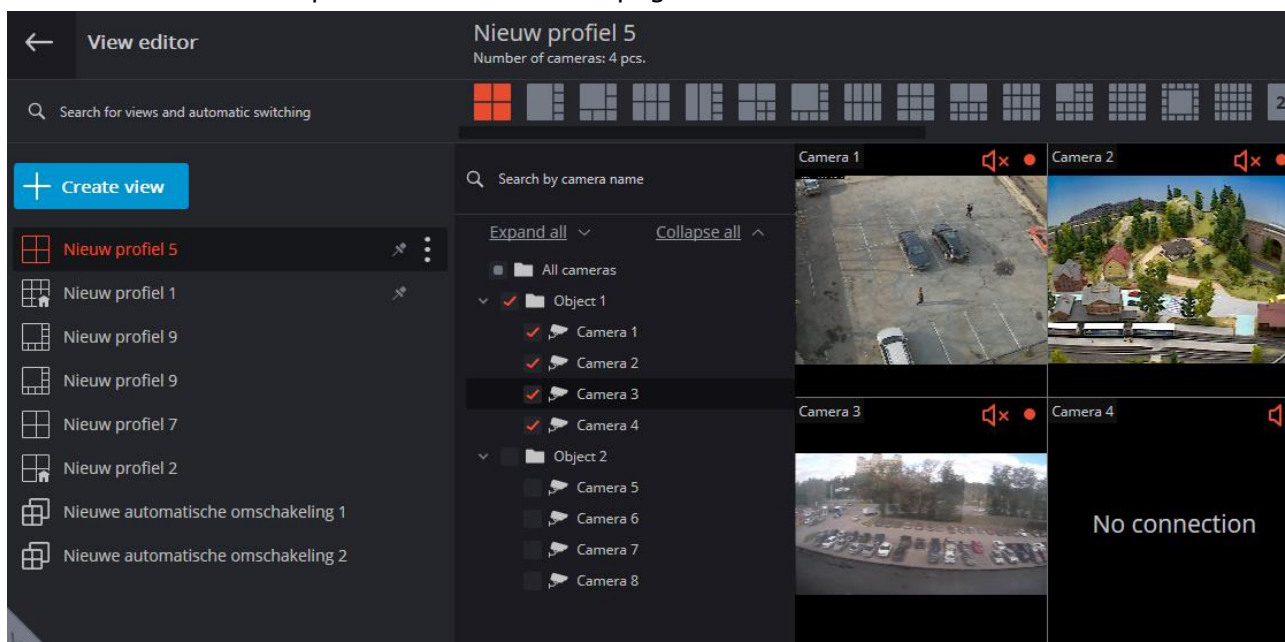 View editor
Nieuw profiel 5
Number of cameras: 4 pcs.
Search for views and automatic switching
Create view
Nieuw profiel 5
Nieuw profiel 1
Nieuw profiel 9
Nieuw profiel 9
Nieuw profiel 7
Nieuw profiel 2
Nieuwe automatische omschakeling 1
Nieuwe automatische omschakeling 2
Search by camera name
Expand all
Collapse all
All cameras
Object 1
Camera 1
Camera 2
Camera 3
Camera 4
Object 2
Camera 5
Camera 6
Camera 7
Camera 8
Camera 1
Camera 2
Camera 3
Camera 4
No connection